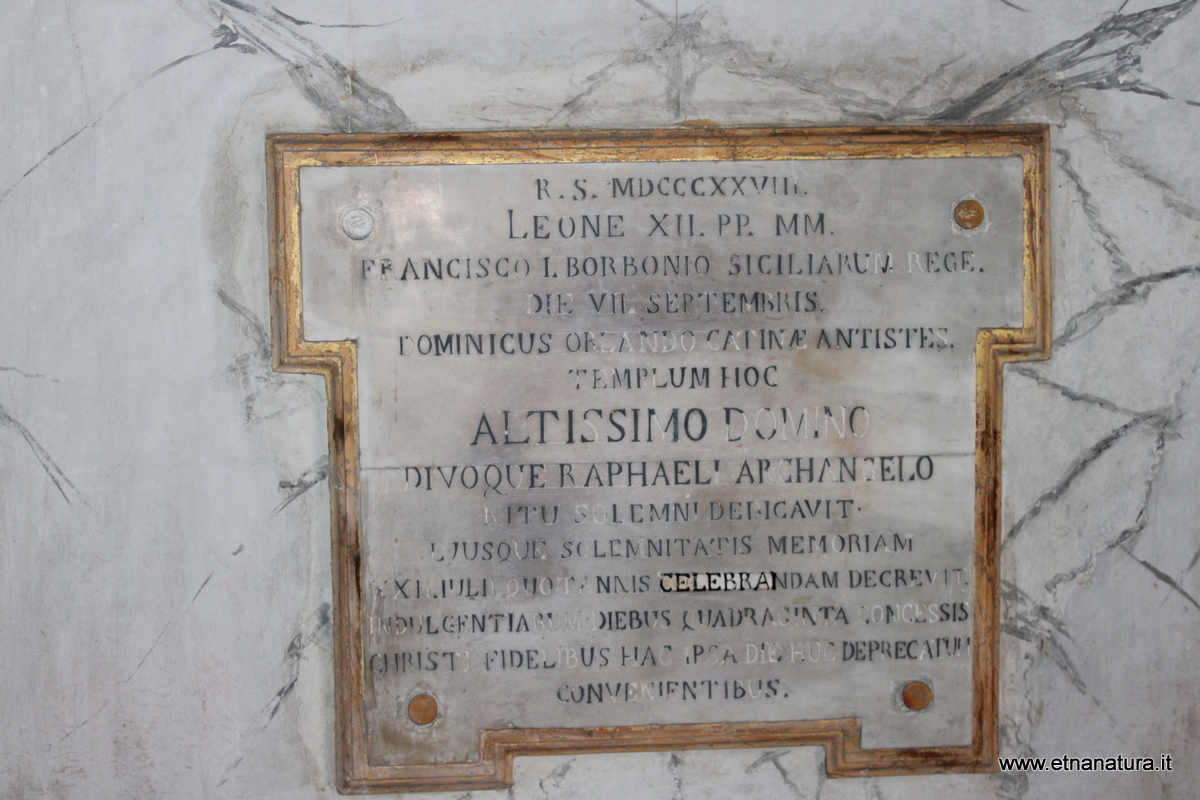 R. S. MDCCCXXVIII.
LEONE XII. PP. MM.
FRANCISCO I. BORBONIO SICILIARUM REGE.
DIE VII. SEPTEMBRIS.
DOMINICUS ORLANDO CATINÆ ANTISTES.
TEMPLUM HOC
ALTISSIMO DOMINO
DIVOQUE RAPHAELI ARCHANGELO
RITU SOLEMNI DEDICAVIT:
EJUSQUE SOLEMNITATIS MEMORIAM
XXII. IULII QUOTANNIS CELEBRANDAM DECREVIT.
INDULGENTIARUM DIEBUS QUADRAGINTA CONCESSIS
CHRISTI FIDELIBUS HAC IPSA DIE HUC DEPRECATUM
CONVENIENTIBUS.
www.etnanatura.it